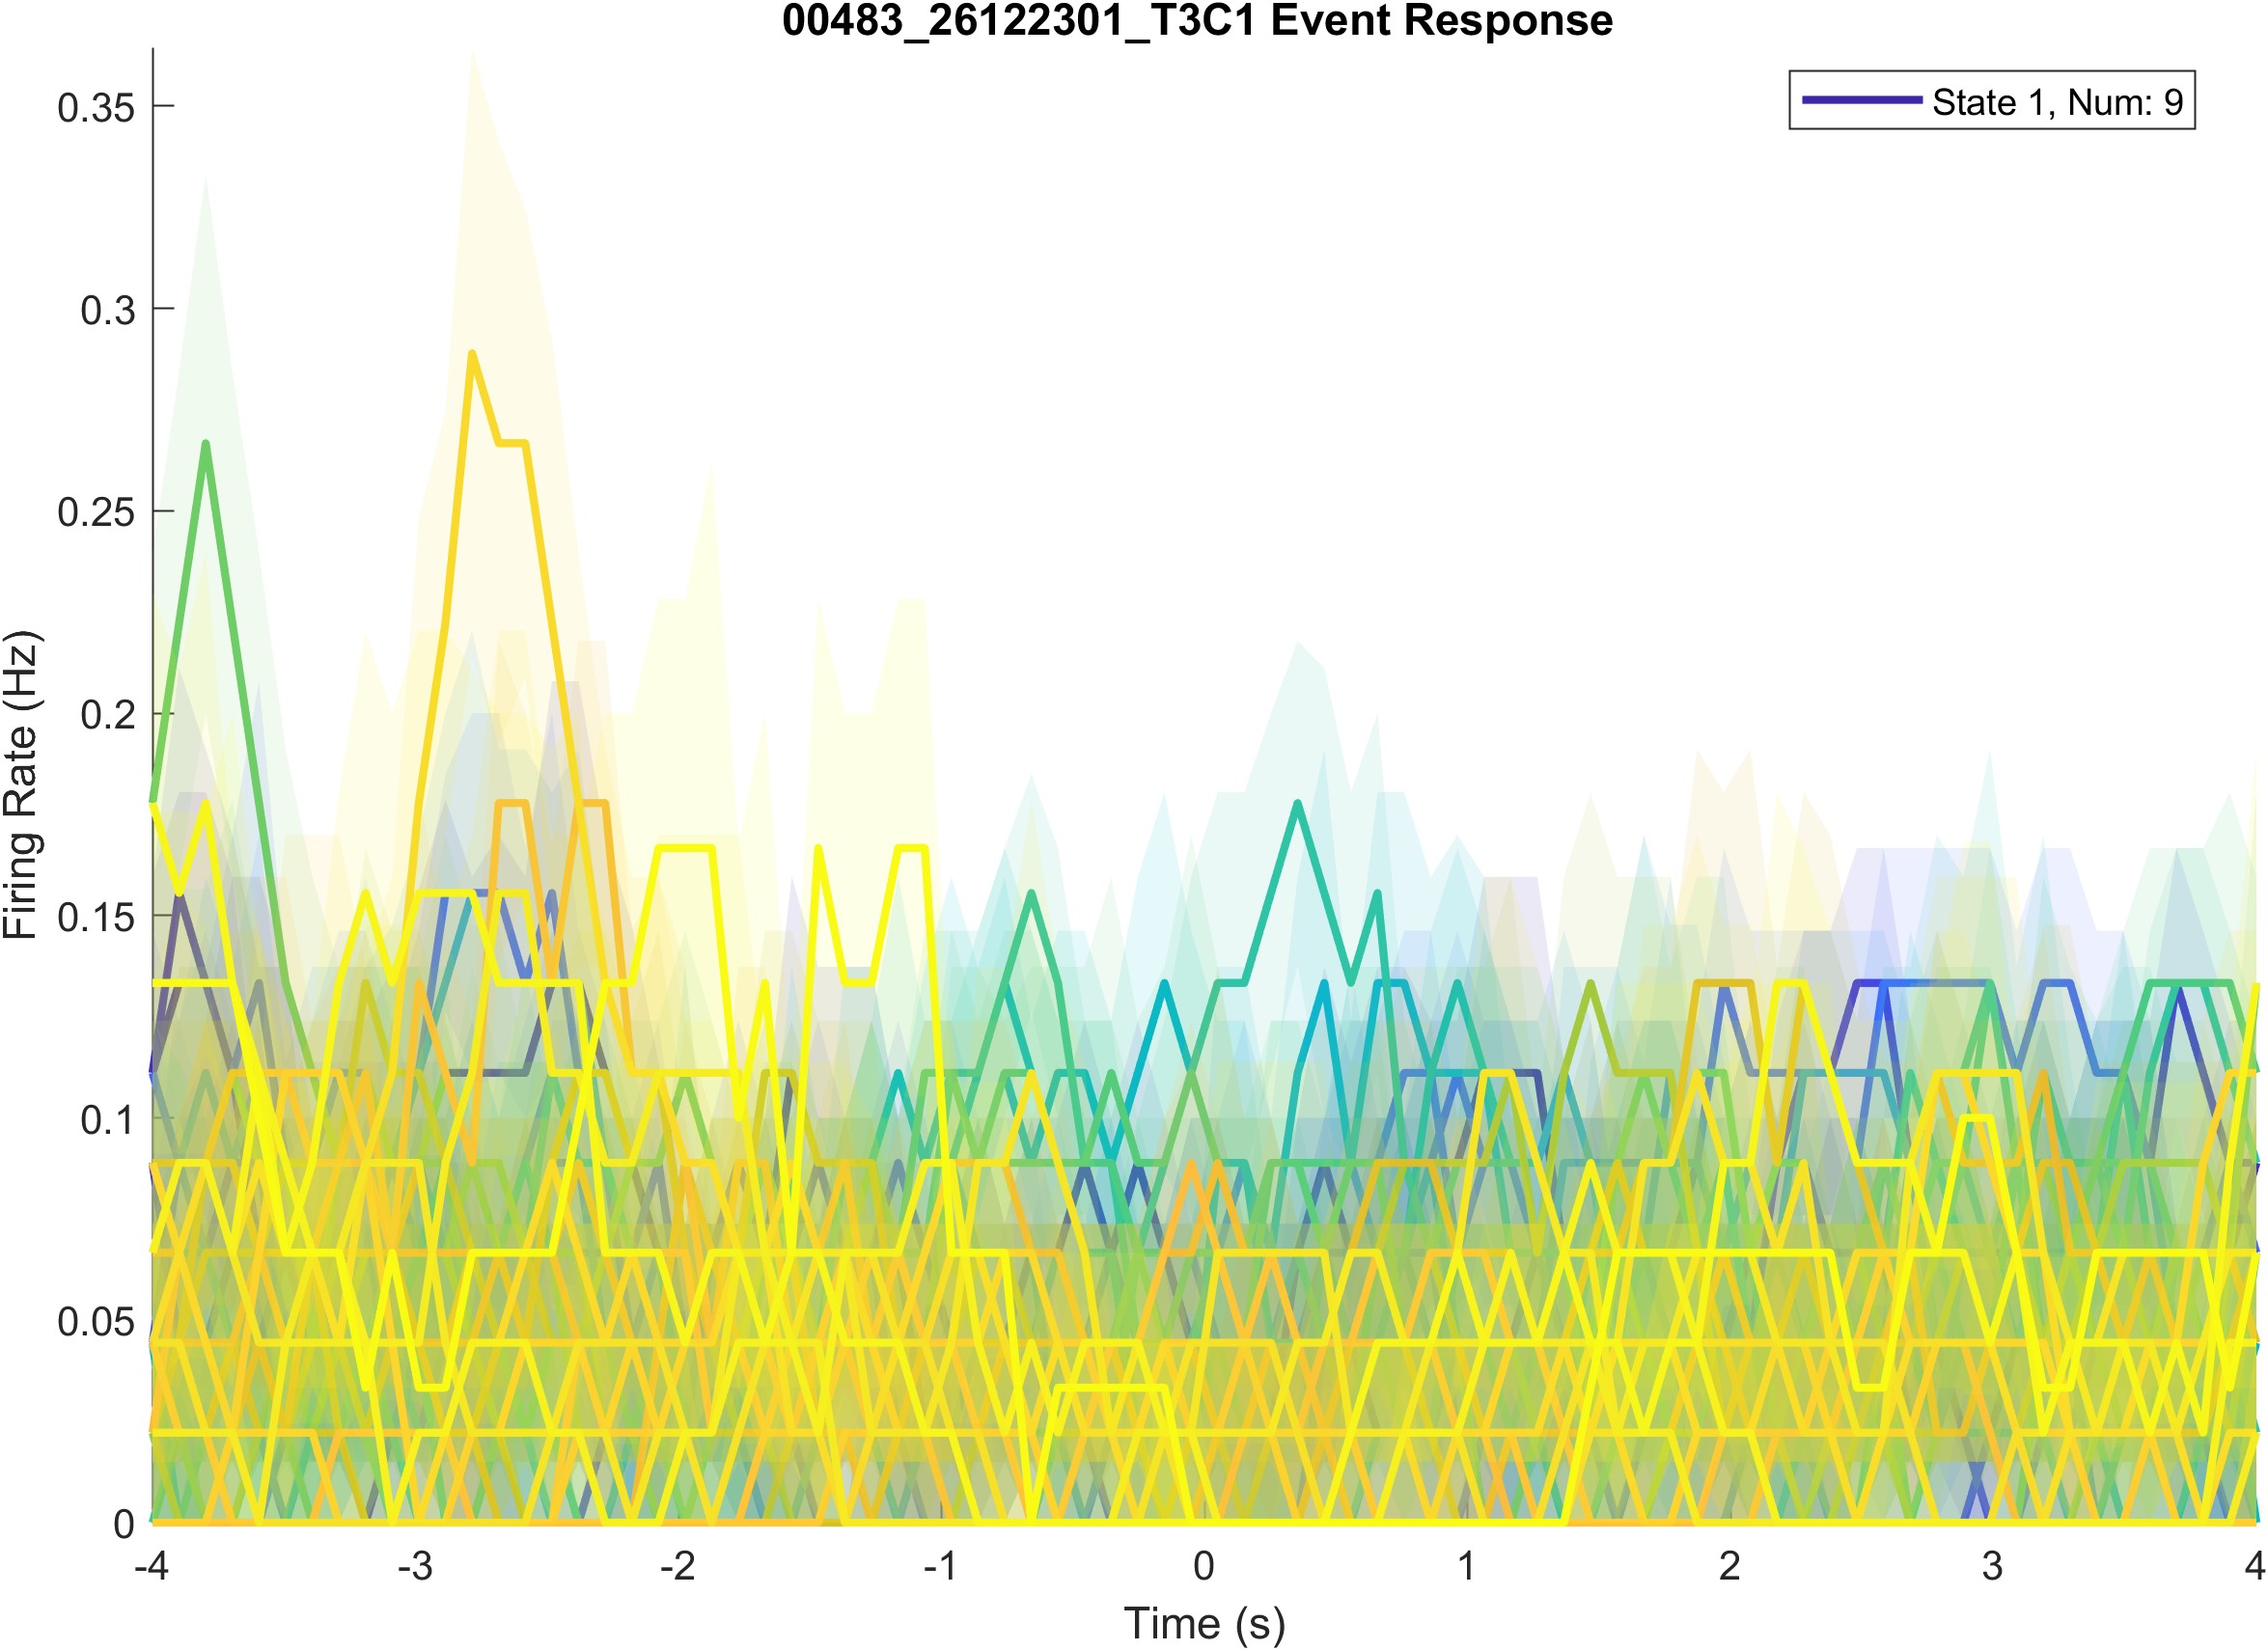 00483_26122301_T3C1 Event Response
State 1, Num: 9
Firing Rate (Hz)
0.35
0.3
0.25
0.2
0.15
0.1
0.05
0
-4 -3 -2 -1 0 1 2 3 4
Time (s)